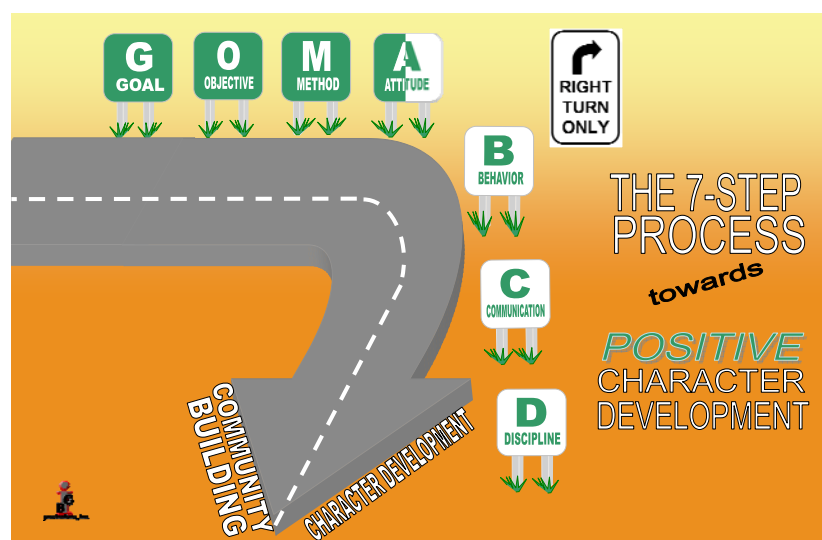 G
GOAL
O
OBJECTIVE
M
METHOD
A
ATTITUDE
RIGHT
TURN
ONLY
B
BEHAVIOR
THE 7-STEP
PROCESS
towards
C
COMMUNICATION
POSITIVE
CHARACTER
DEVELOPMENT
D
DISCIPLINE
COMMUNITY
BUILDING
CHARACTER DEVELOPMENT